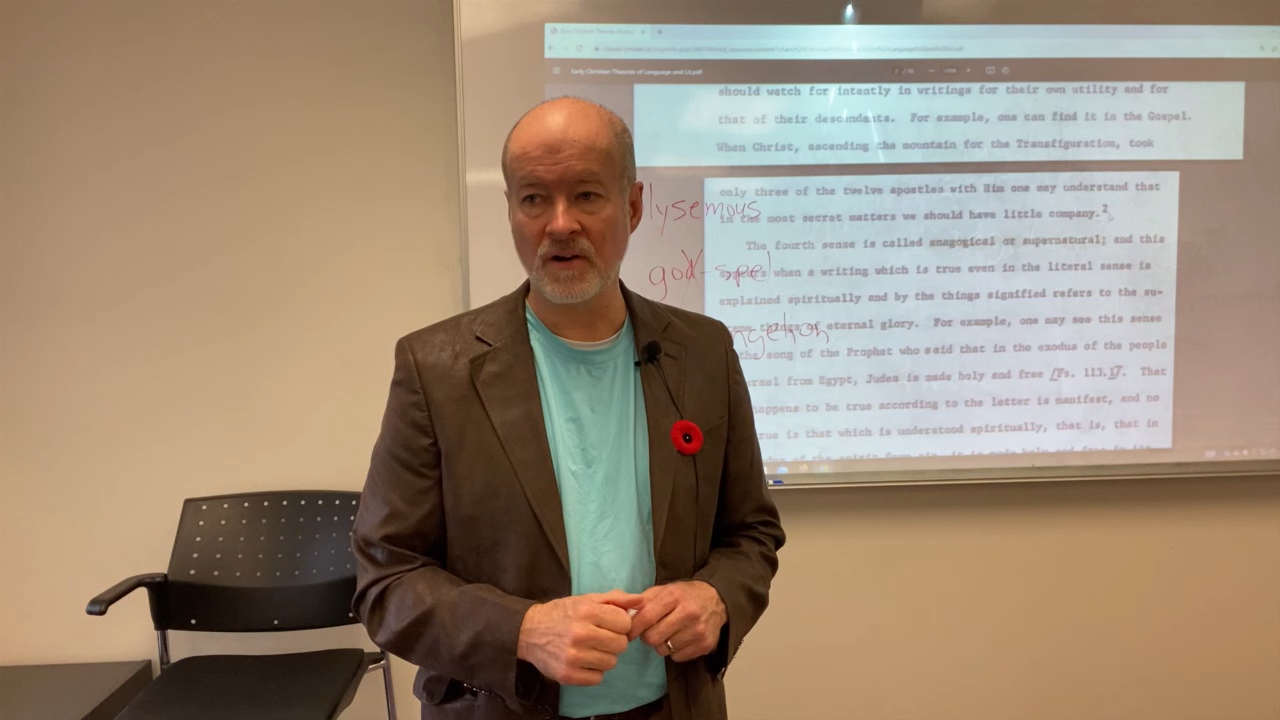 Early Christian Theories of Language and Lit.pdf
should watch for intently in writings for their own utility and for
that of their descendants. For example, one can find it in the Gospel.
When Christ, ascending the mountain for the Transfiguration, took
only three of the twelve apostles with Him one may understand that
in the most secret matters we should have little company.2
The fourth sense is called anagogical or supernatural; and this
when a writing which is true even in the literal sense is
explained spiritually and by the things signified refers to the su-
things of eternal glory. For example, one may see this sense
the song of the Prophet who said that in the exodus of the people
from Egypt, Judea is made holy and free /Ps. 113.17. That
happens to be true according to the letter is manifest, and no
is that which is understood spiritually, that is, that in
lysemous
god-spel
ngelion